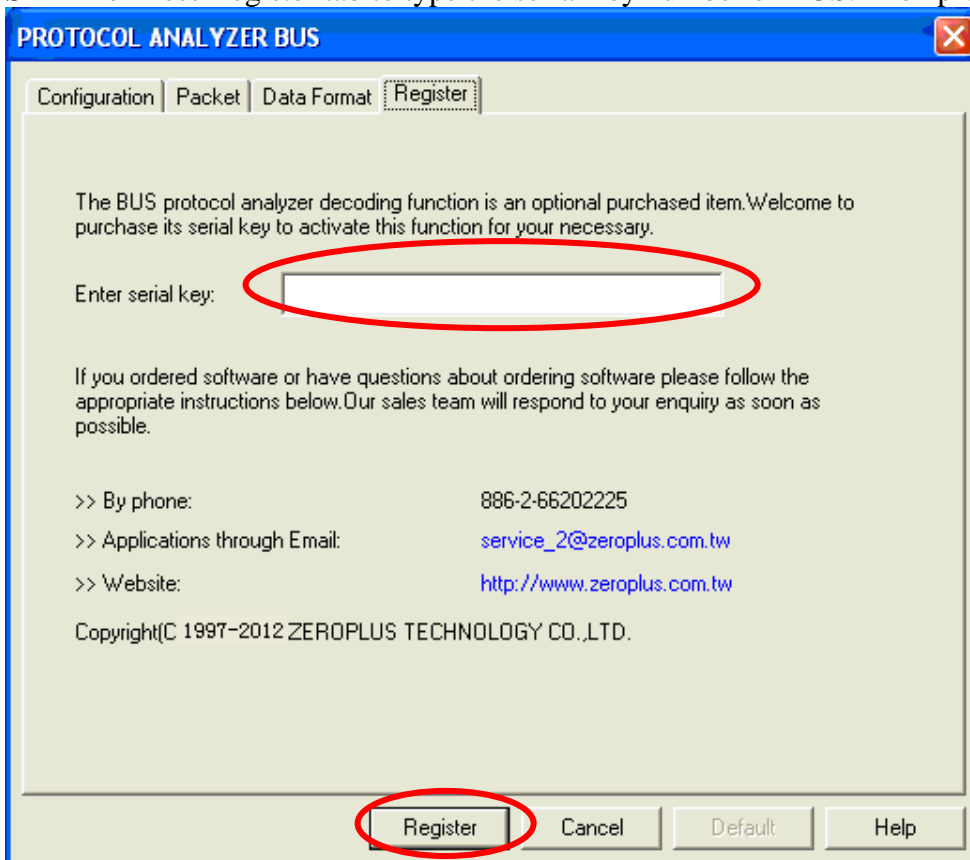 PROTOCOL ANALYZER BUS
Configuration Packet Data Format Register
The BUS protocol analyzer decoding function is an optional purchased item.Welcome to
purchase its serial key to activate this function for your necessary.
Enter serial key:
If you ordered software or have questions about ordering software please follow the
appropriate instructions below.Our sales team will respond to your enquiry as soon as
possible.
>> By phone: 886-2-66202225
>> Applications through Email: service_2@zeroplus.com.tw
>> Website: http://www.zeroplus.com.tw
Copyright(C 1997-2012 ZEROPLUS TECHNOLOGY CO.,LTD.
Register Cancel Default Help